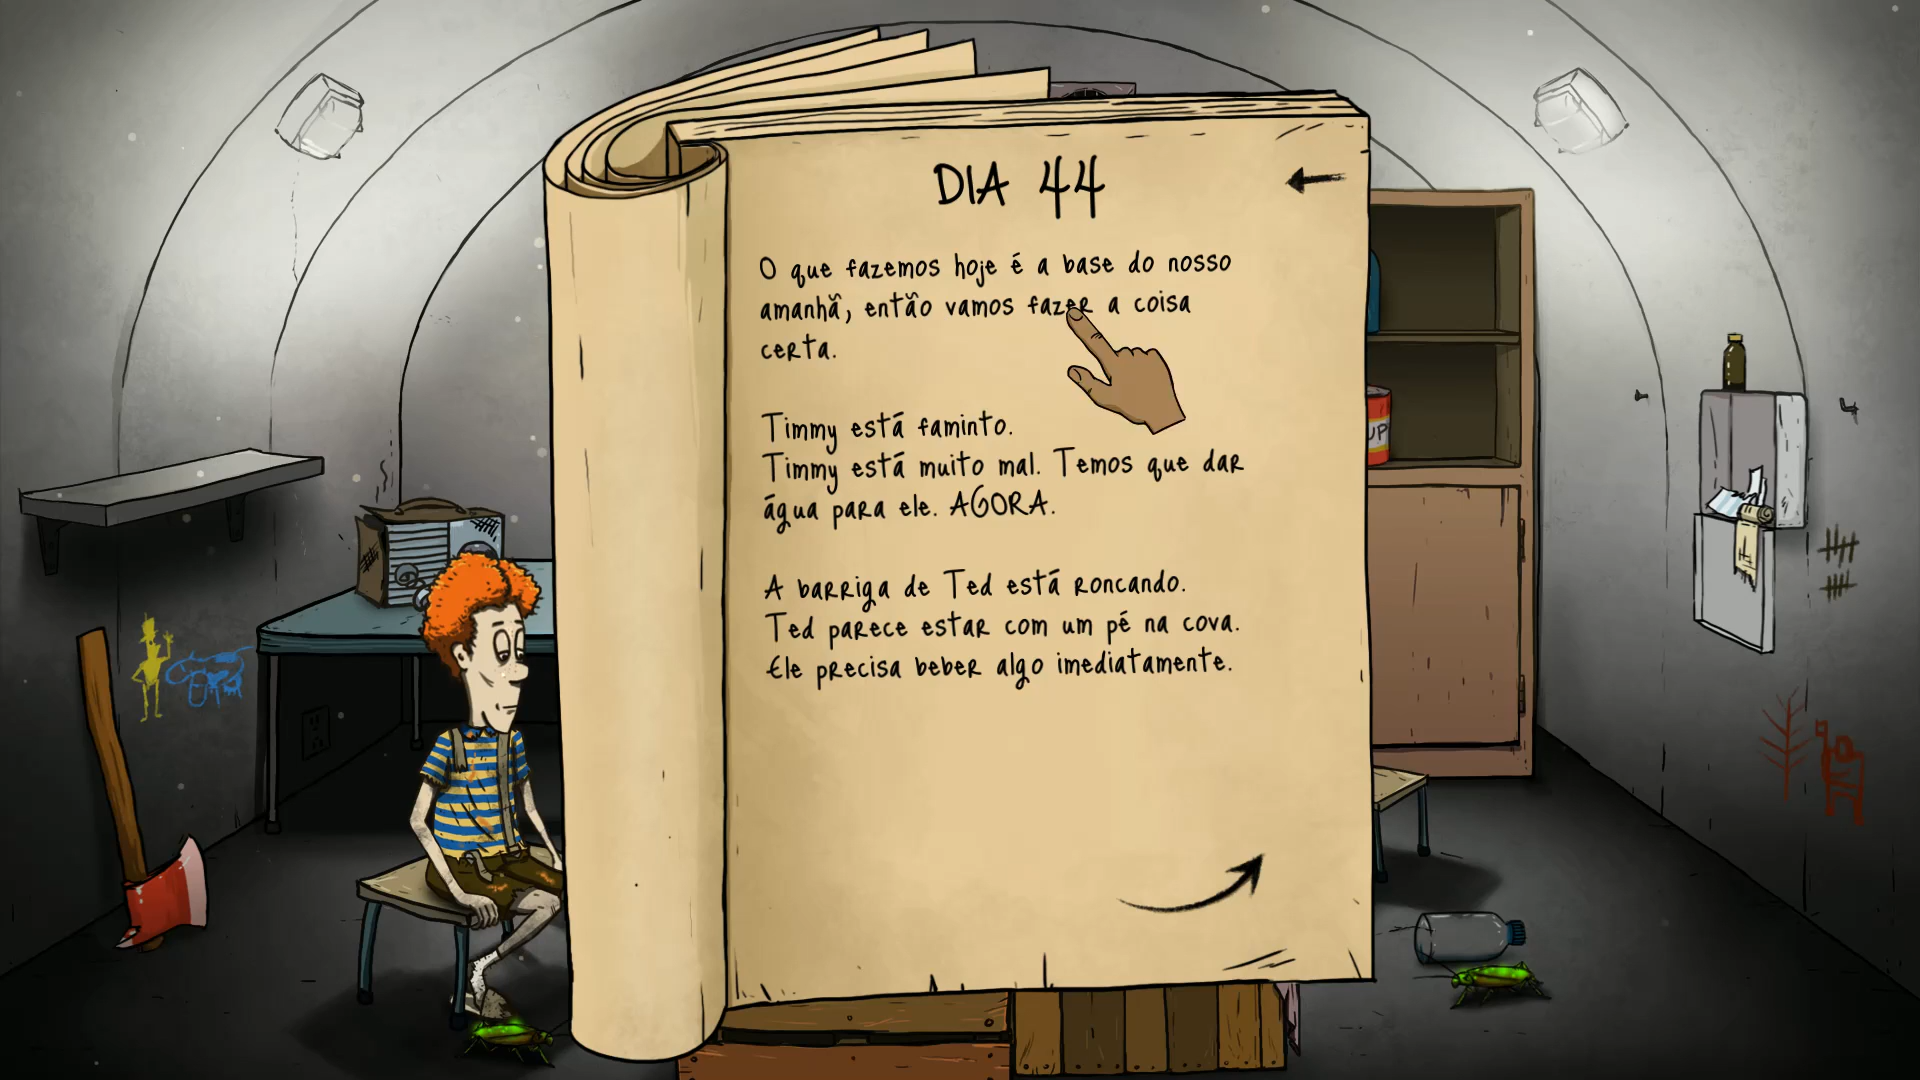 DIA 44
O que fazemos hoje é a base do nosso
amanhã, então vamos fazer a coisa
certa.
Timmy está faminto.
Timmy está muito mal. Temos que dar
água para ele. AGORA.
A barriga de Ted está roncando.
Ted parece estar com um pé na cova.
Ele precisa beber algo imediatamente.